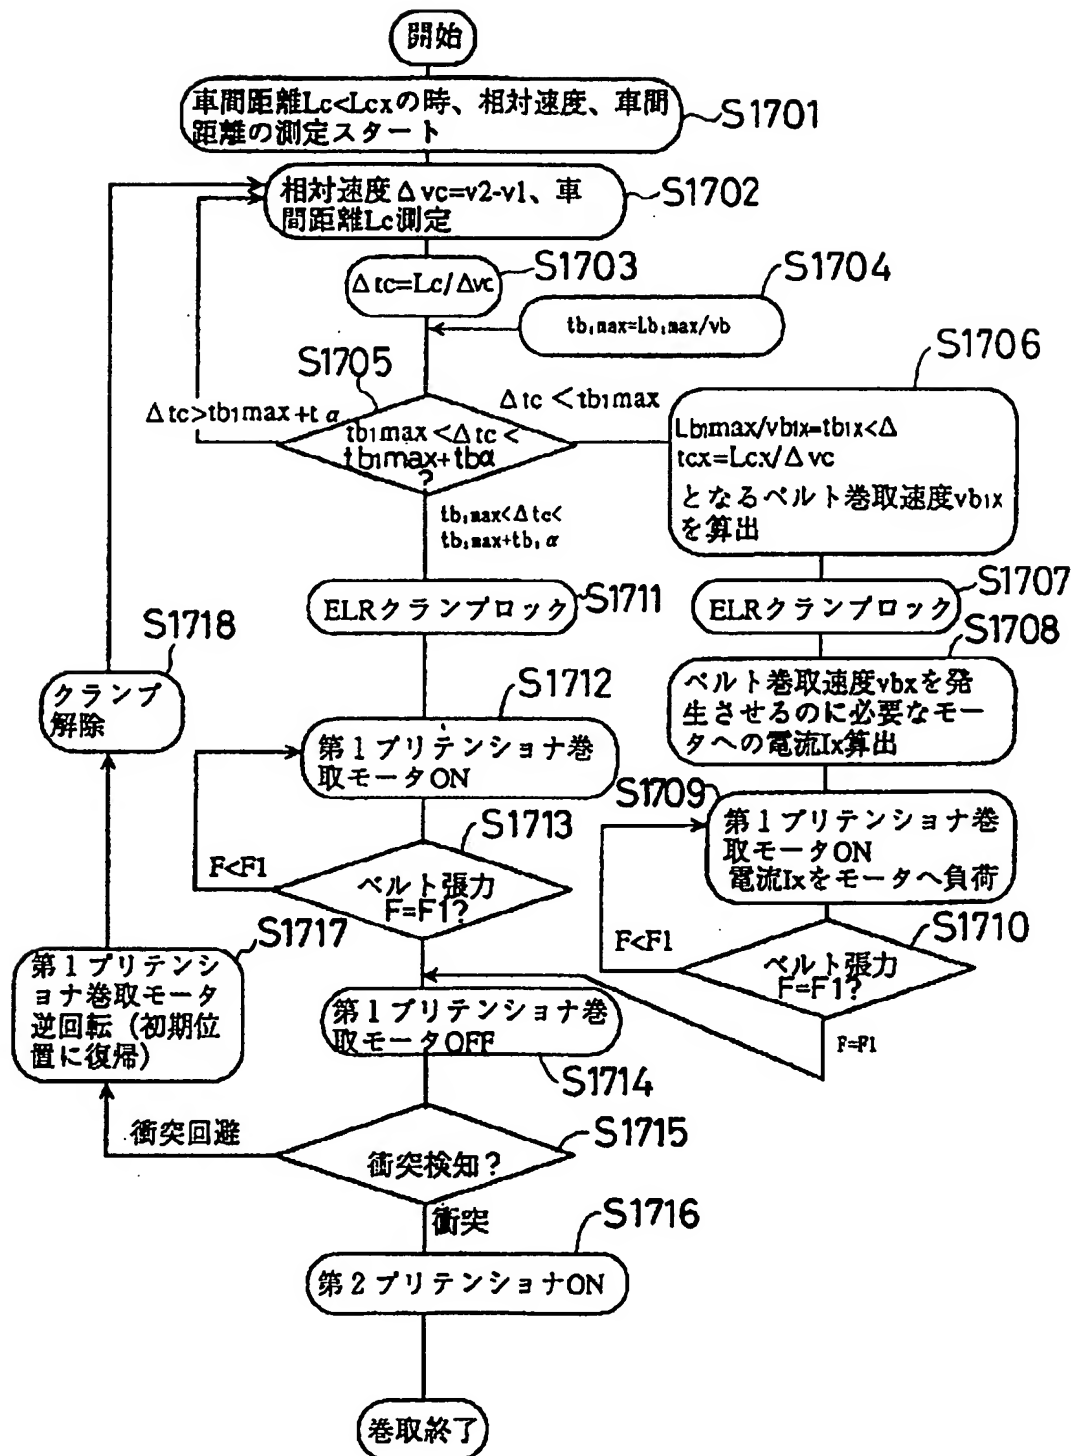 開始
車間距離Lc<Lcxの時、相対速度、車間
距離の測定スタート
S1701
相対速度Δvc=v2-v1、車
間距離Lc測定
S1702
Δtc=Lc/Δvc
S1703
S1704
tb1max=Lb1max/vb
S1705
Δtc>tb1max+tα
tb1max<Δtc<
tb1max+tbα
?
Δtc<tb1max
S1706
Lb1max/vb1x=tb1x<Δ
tcx=Lcx/Δvc
となるベルト巻取速度vb1x
を算出
tb1max<Δtc<
tb1max+tb1α
ELRクランプロック
S1711
ELRクランプロック
S1707
S1708
ベルト巻取速度vbxを発
生させるのに必要なモー
タへの電流Ix算出
S1718
クランプ
解除
S1712
第1プリテンショナ巻
取モータON
S1709
第1プリテンショナ巻
取モータON
電流Ixをモータへ負荷
S1713
F<F1
ベルト張力
F=F1?
S1710
F<F1
ベルト張力
F=F1?
F=F1
S1717
第1プリテンシ
ョナ巻取モータ
逆回転(初期位
置に復帰)
第1プリテンショナ巻
取モータOFF
S1714
衝突回避
S1715
衝突検知?
衝突
S1716
第2プリテンショナON
巻取終了